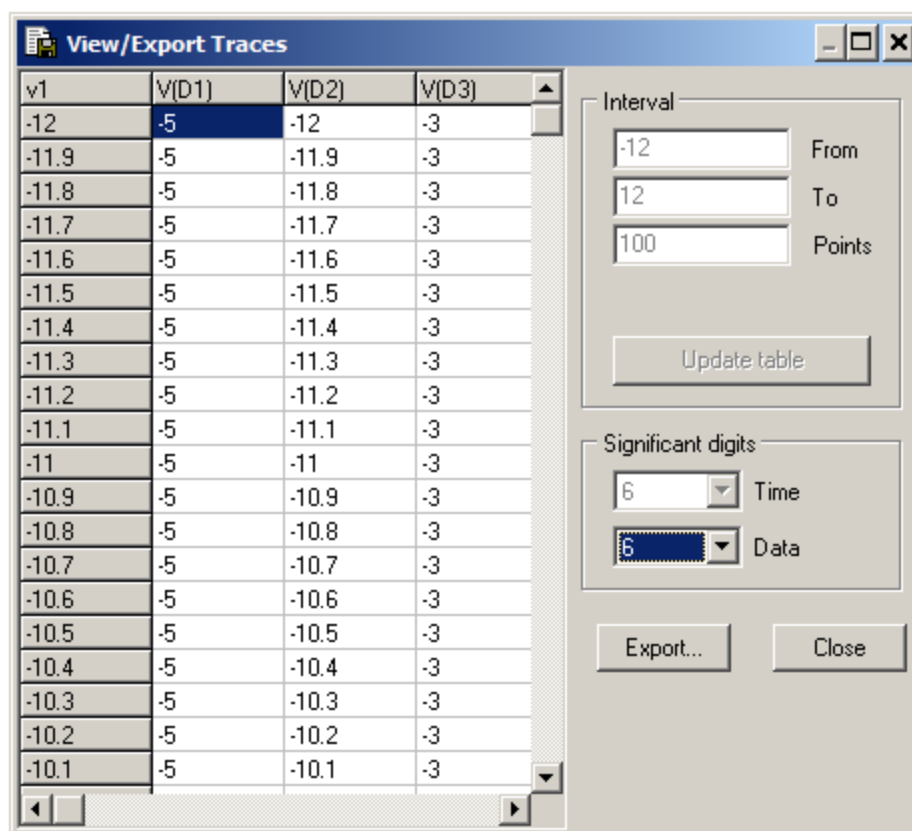 View/Export Traces
v1 V(D1) V(D2) V(D3)
-12 -5 -12 -3
-11.9 -5 -11.9 -3
-11.8 -5 -11.8 -3
-11.7 -5 -11.7 -3
-11.6 -5 -11.6 -3
-11.5 -5 -11.5 -3
-11.4 -5 -11.4 -3
-11.3 -5 -11.3 -3
-11.2 -5 -11.2 -3
-11.1 -5 -11.1 -3
-11 -5 -11 -3
-10.9 -5 -10.9 -3
-10.8 -5 -10.8 -3
-10.7 -5 -10.7 -3
-10.6 -5 -10.6 -3
-10.5 -5 -10.5 -3
-10.4 -5 -10.4 -3
-10.3 -5 -10.3 -3
-10.2 -5 -10.2 -3
-10.1 -5 -10.1 -3
Interval
-12 From
12 To
100 Points
Update table
Significant digits
6 Time
6 Data
Export...
Close